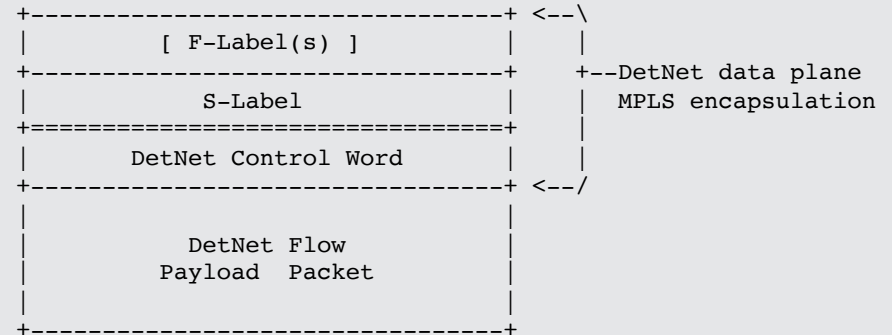 [ F-Label(s) ]
+--DetNet data plane
S-Label
MPLS encapsulation
DetNet Control Word
DetNet Flow
Payload Packet